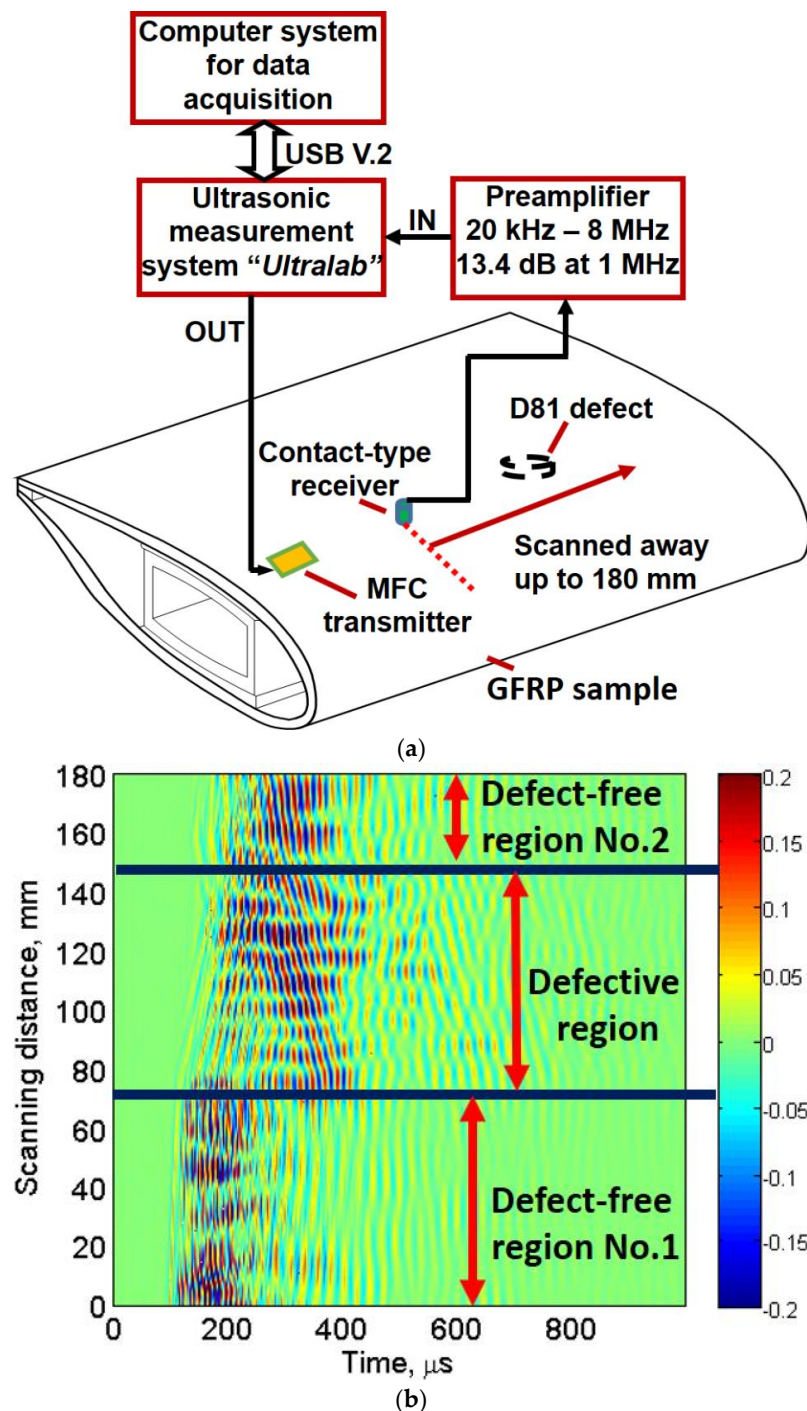 Computer system
for data
acquisition
USB V.2
Ultrasonic
measurement
system “Ultralab”
IN
Preamplifier
20 kHz – 8 MHz
13.4 dB at 1 MHz
OUT
D81 defect
Contact-type
receiver
Scanned away
up to 180 mm
MFC
transmitter
GFRP sample
(a)
180
160
140
120
100
80
60
40
20
0
Scanning distance, mm
Defect-free
region No.2
Defective
region
Defect-free
region No.1
0.2
0.15
0.1
0.05
0
-0.05
-0.1
-0.15
-0.2
0 200 400 600 800
Time, μs
(b)